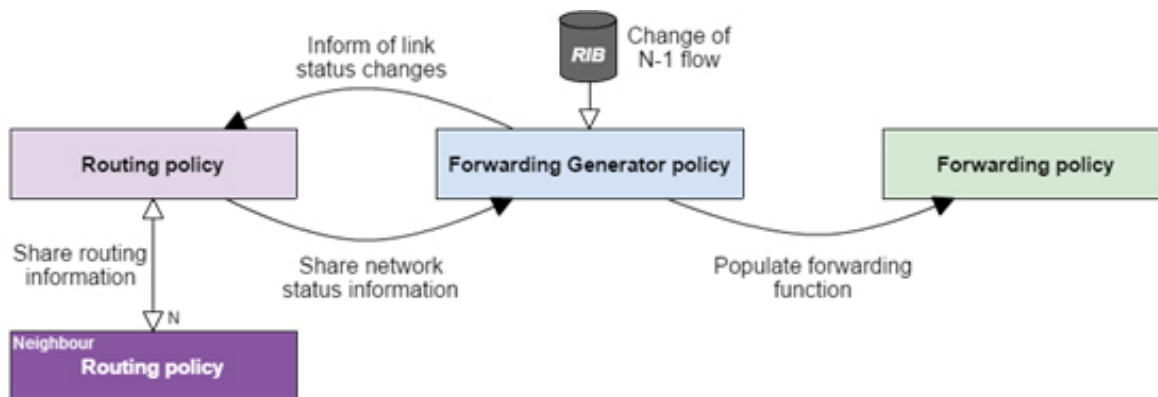 Inform of link
status changes
RIB
Change of
N-1 flow
Routing policy
Forwarding Generator policy
Forwarding policy
Share routing
information
Share network
status information
Populate forwarding
function
N
Neighbour
Routing policy